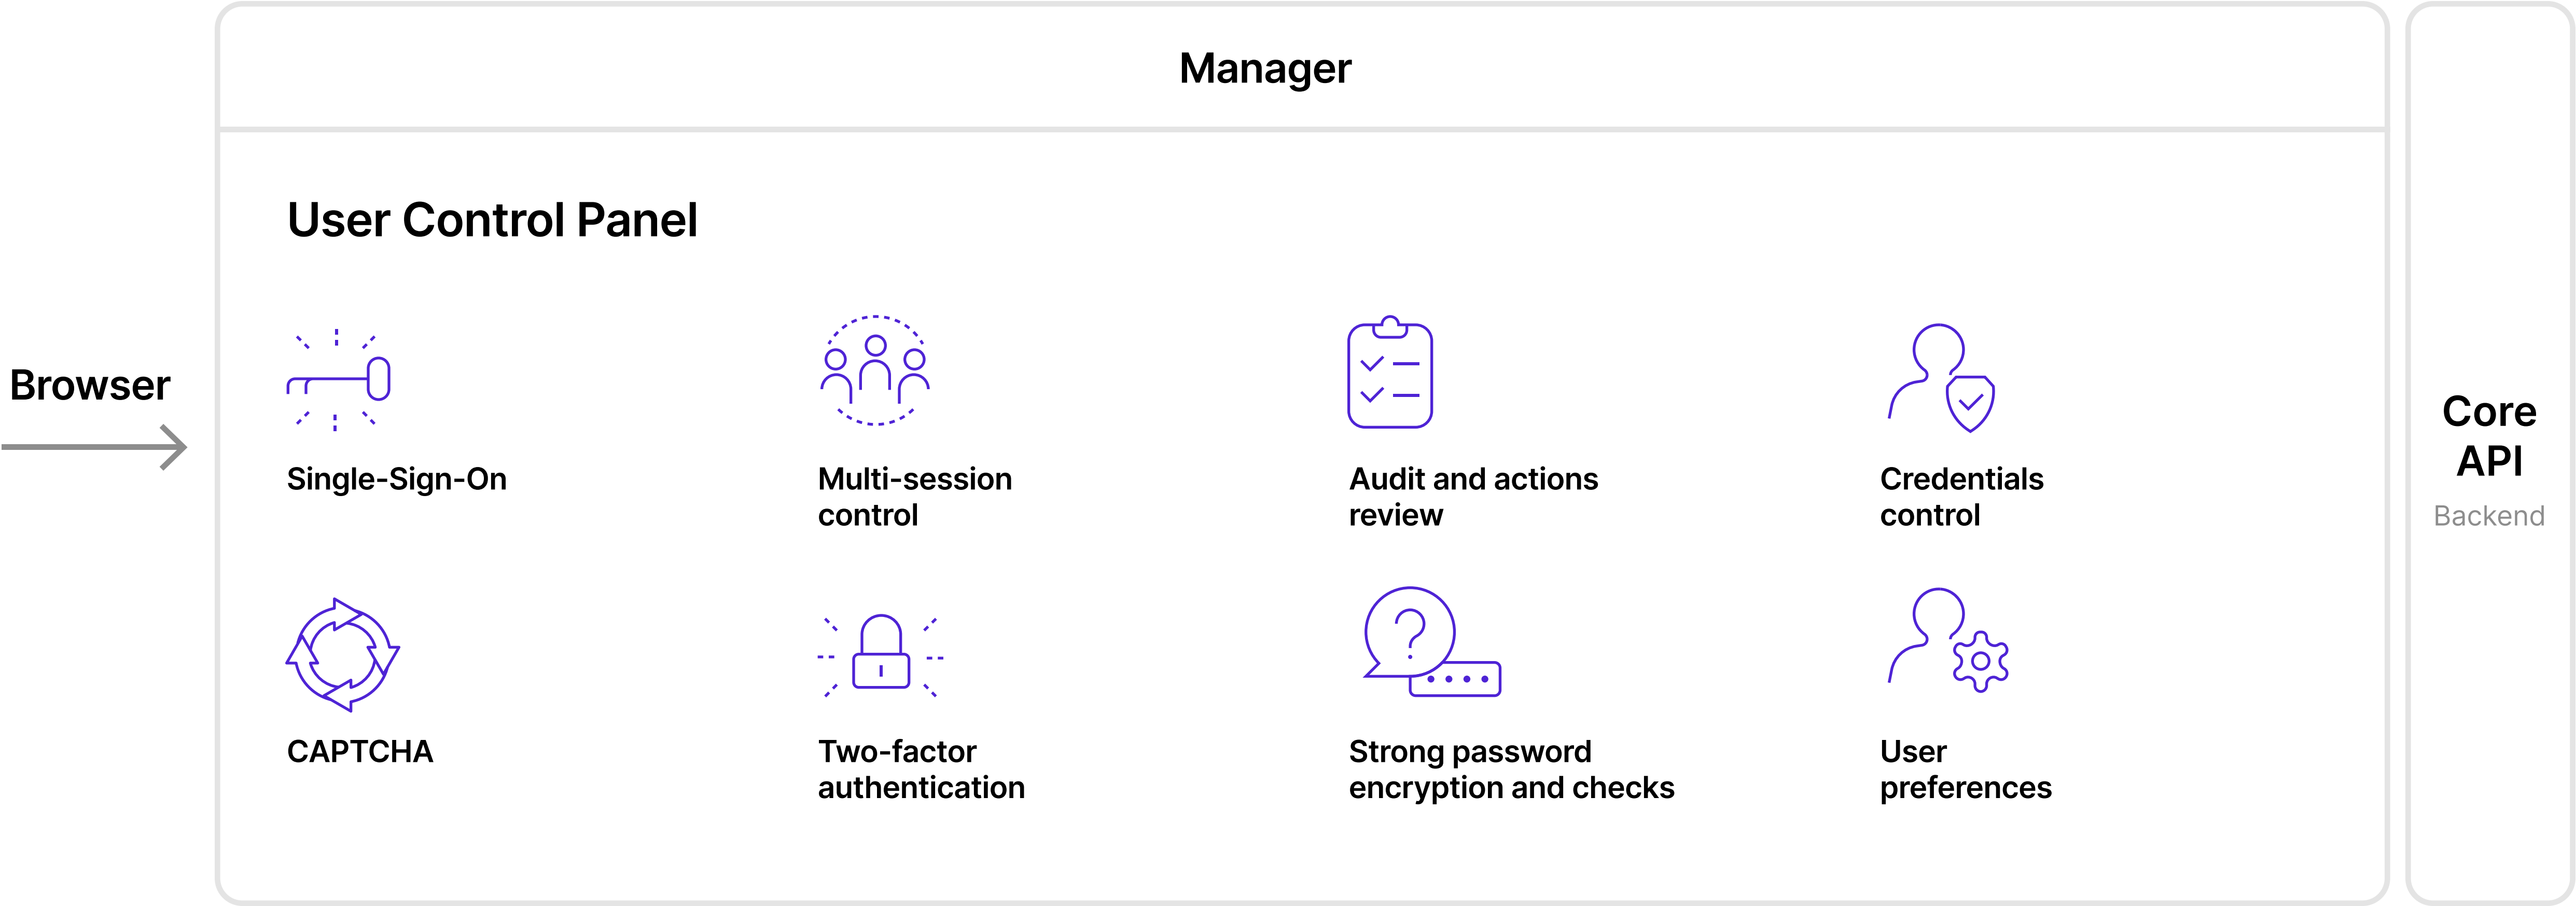 Manager
User Control Panel
Browser
Single-Sign-On
Multi-session
control
Audit and actions
review
Credentials
control
CAPTCHA
Two-factor
authentication
Strong password
encryption and checks
User
preferences
Core
API
Backend